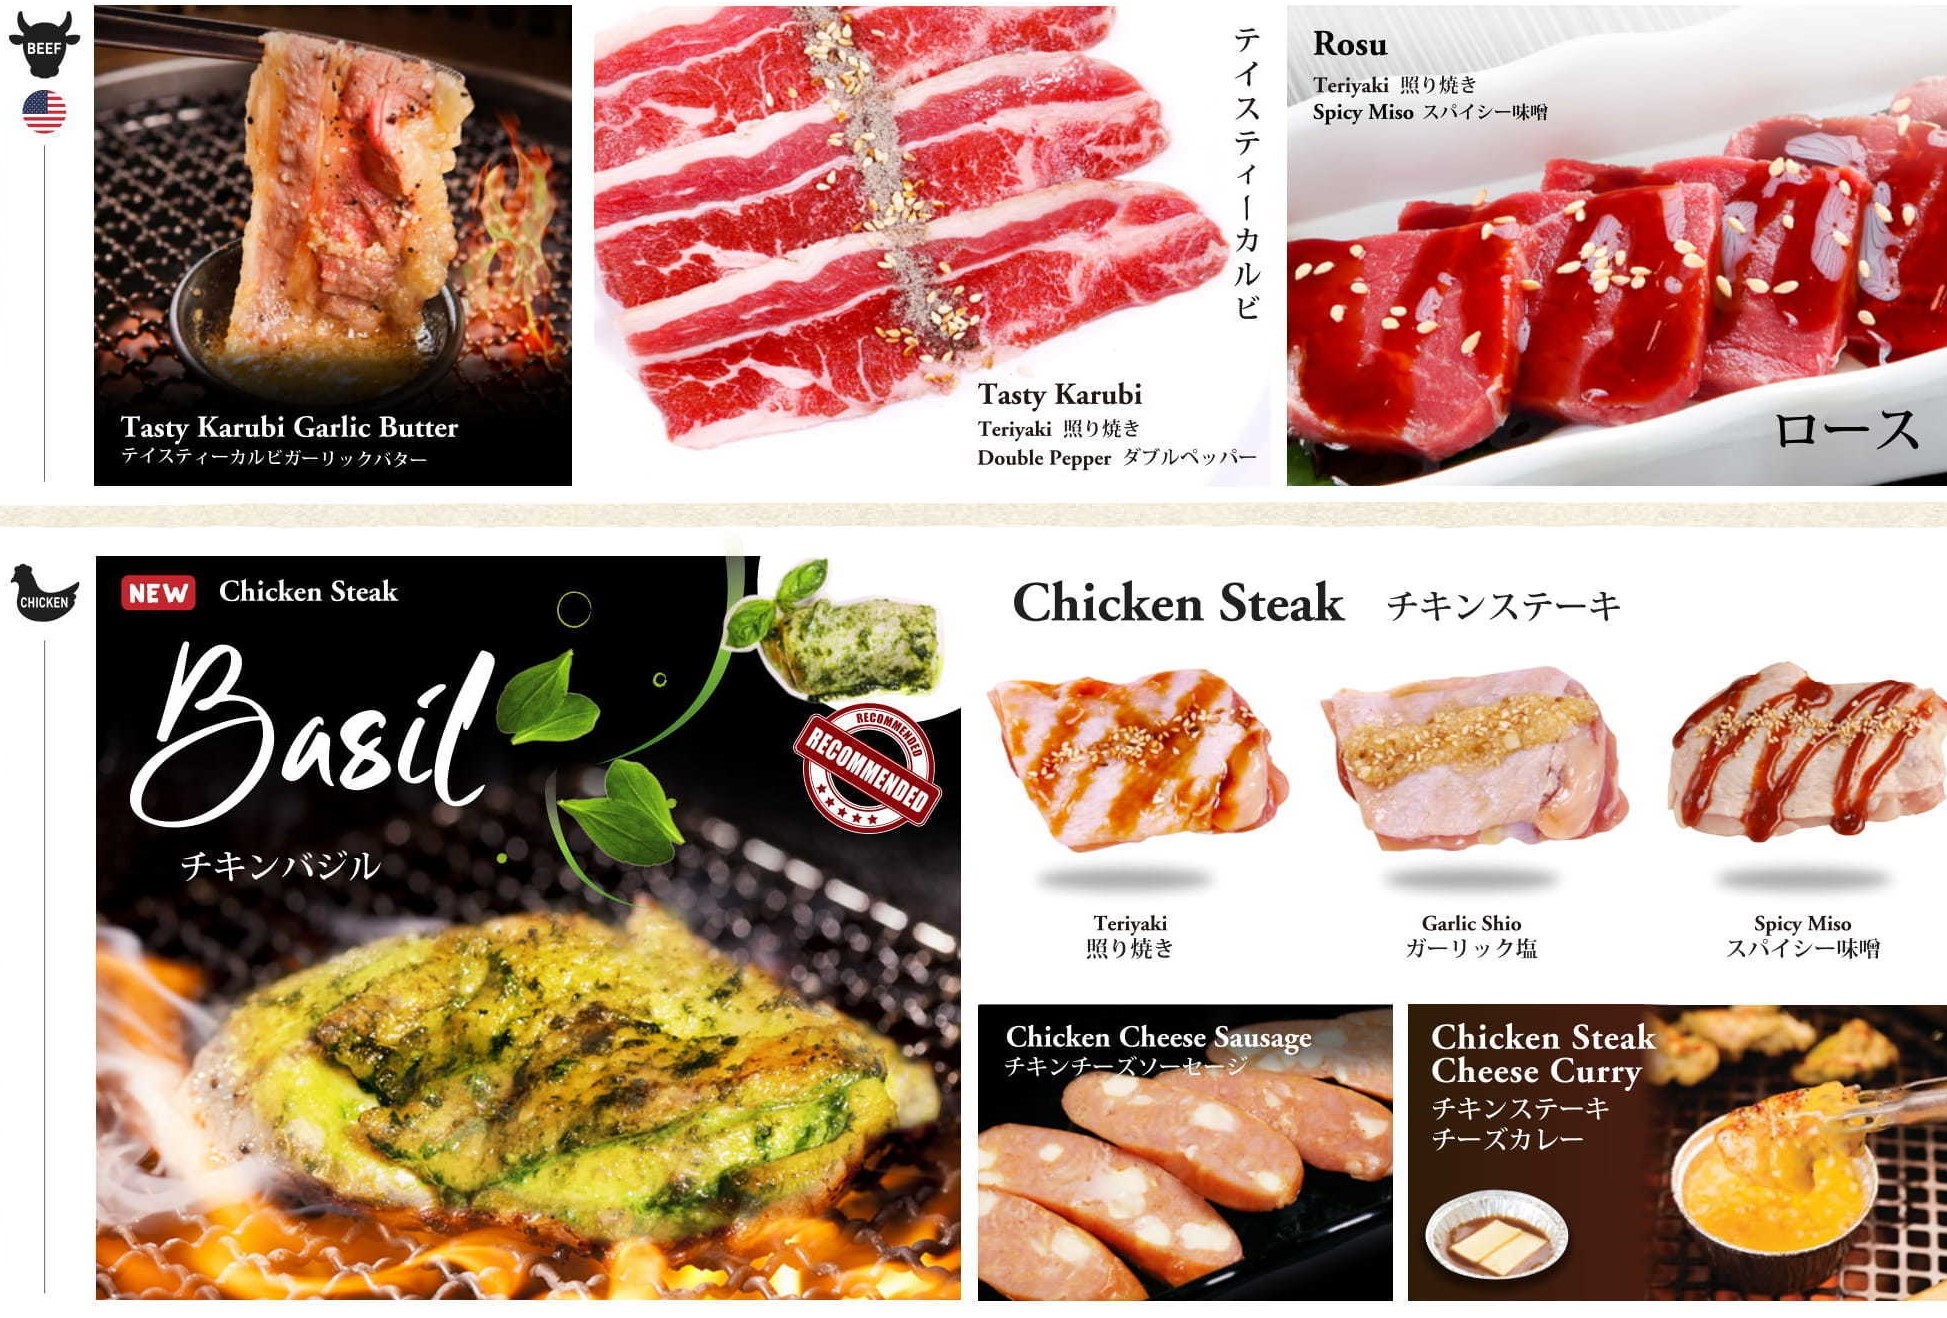 BEEF
Tasty Karubi Garlic Butter
テイスティーカルビガーリックバター
テイスティーカルビ
Tasty Karubi
Teriyaki 照り焼き
Double Pepper ダブルペッパー
Rosu
Teriyaki 照り焼き
Spicy Miso スパイシー味噌
ロース
CHICKEN
NEW Chicken Steak
Basil
チキンバジル
RECOMMENDED
RECOMMENDED
RECOMMENDED
Chicken Steak チキンステーキ
Teriyaki
照り焼き
Garlic Shio
ガーリック塩
Spicy Miso
スパイシー味噌
Chicken Cheese Sausage
チキンチーズソーセージ
Chicken Steak
Cheese Curry
チキンステーキ
チーズカレー